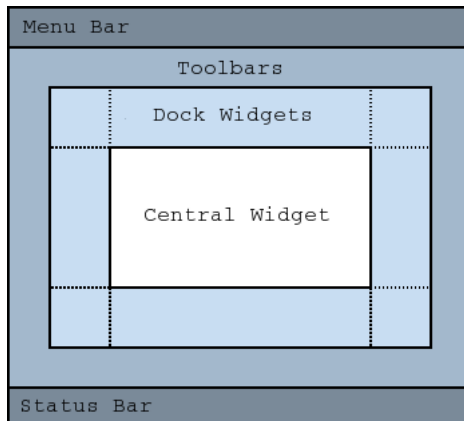 Menu Bar
Toolbars
Dock Widgets
Central Widget
Status Bar